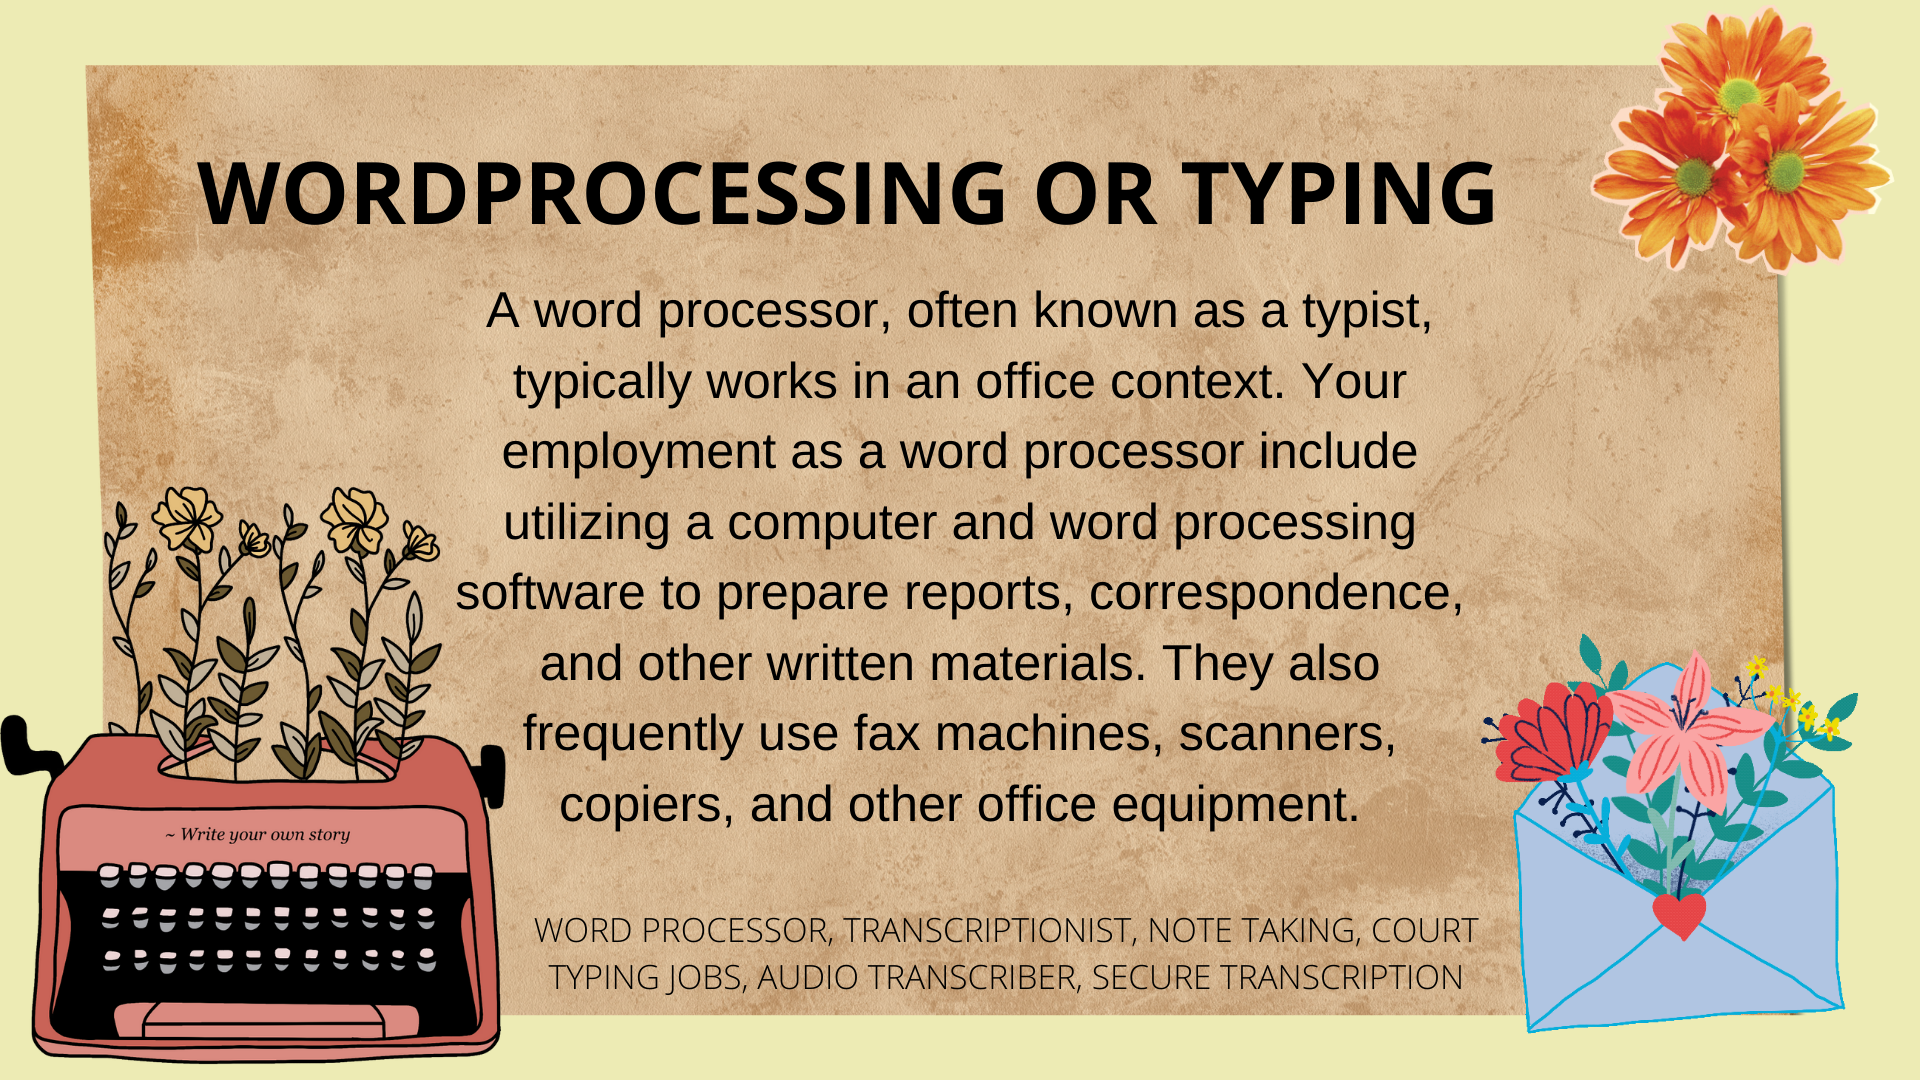 WORDPROCESSING OR TYPING
A word processor, often known as a typist,
typically works in an office context. Your
employment as a word processor include
utilizing a computer and word processing
software to prepare reports, correspondence,
and other written materials. They also
frequently use fax machines, scanners,
copiers, and other office equipment.
~ Write your own story
WORD PROCESSOR, TRANSCRIPTIONIST, NOTE TAKING, COURT
TYPING JOBS, AUDIO TRANSCRIBER, SECURE TRANSCRIPTION